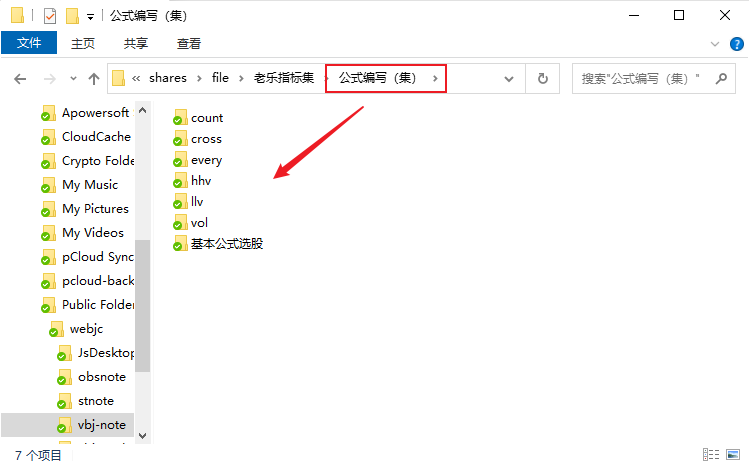 公式编写（集）
文件 主页 共享 查看
« shares › file › 老乐指标集 › 公式编写（集） ›
搜索"公式编写（集）"
Apowersoft
CloudCache
Crypto Folde
My Music
My Pictures
My Videos
pCloud Sync
pcloud-back
Public Folder
webjc
JsDesktop
obsnote
stnote
vbj-note
count
cross
every
hhv
llv
vol
基本公式选股
7 个项目